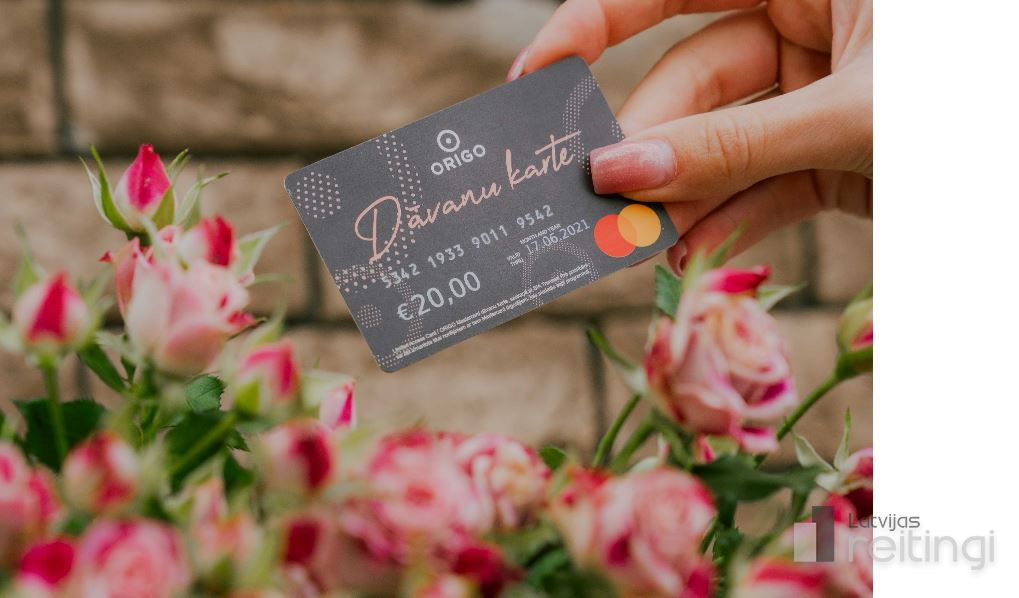 ORIGO
Dāvanu karte
5342 1933 9011 9542
MONTH AND YEAR
VALID THRU 17.06.2021
€20,00
Latvijas
reitingi